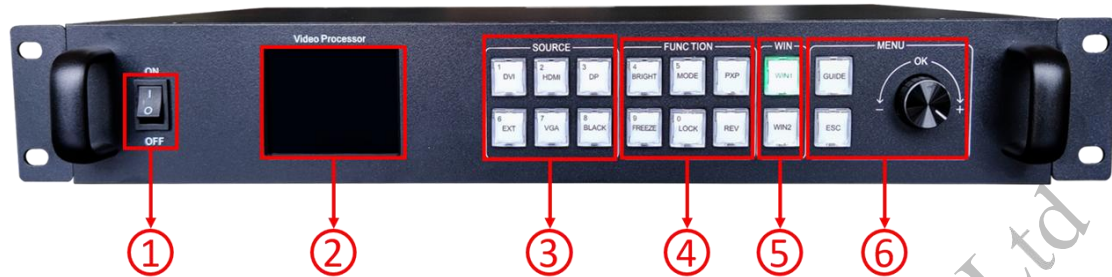 Video Processor
SOURCE
FUNCTION
WIN
MENU
ON
I
O
OFF
1 DVI
2 HDMI
3 DP
4 BRIGHT
5 MODE
PXP
WIN1
GUIDE
OK
6 EXT
7 VGA
8 BLACK
9 FREEZE
0 LOCK
REV
WIN2
ESC
- +
① ② ③ ④ ⑤ ⑥
Ltd